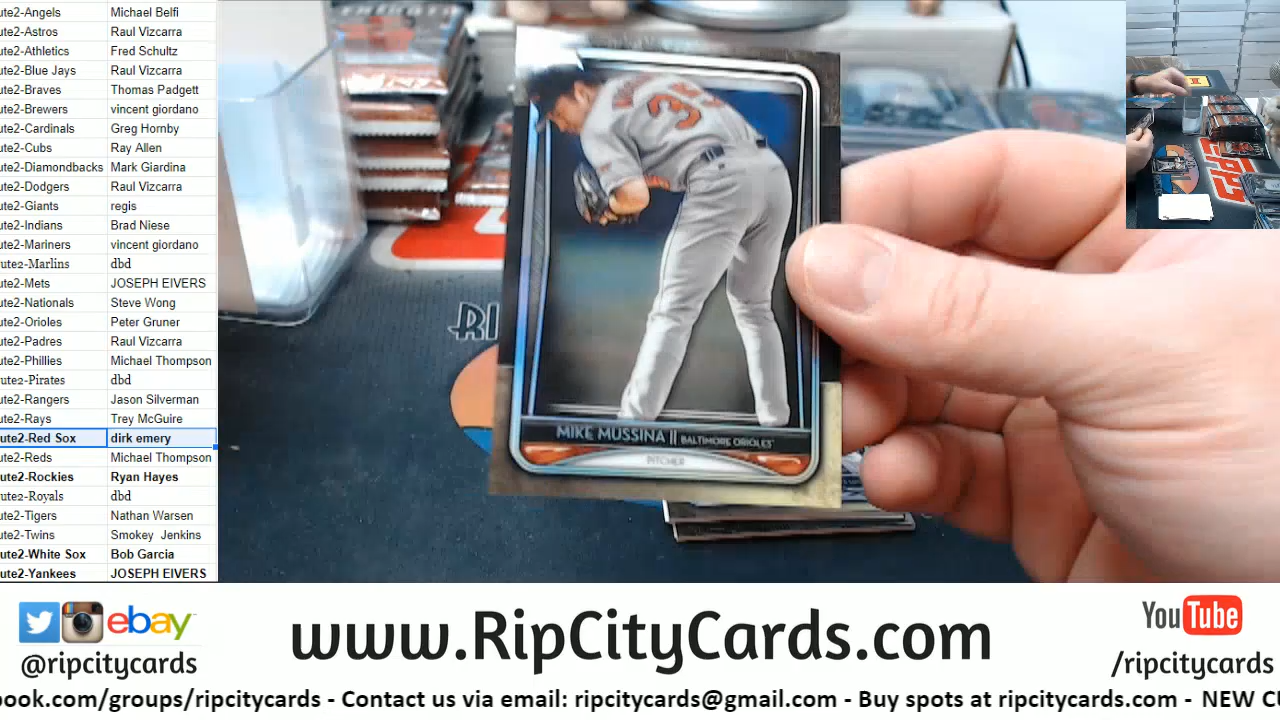 ute2-Angels Michael Belfi
ute2-Astros Raul Vizcarra
ute2-Athletics Fred Schultz
ute2-Blue Jays Raul Vizcarra
ute2-Braves Thomas Padgett
ute2-Brewers vincent giordano
ute2-Cardinals Greg Hornby
ute2-Cubs Ray Allen
ute2-Diamondbacks Mark Giardina
ute2-Dodgers Raul Vizcarra
ute2-Giants regis
ute2-Indians Brad Niese
ute2-Mariners vincent giordano
ute2-Marlins dbd
ute2-Mets JOSEPH EIVERS
ute2-Nationals Steve Wong
ute2-Orioles Peter Gruner
ute2-Padres Raul Vizcarra
ute2-Phillies Michael Thompson
ute2-Pirates dbd
ute2-Rangers Jason Silverman
ute2-Rays Trey McGuire
ute2-Red Sox dirk emery
ute2-Reds Michael Thompson
ute2-Rockies Ryan Hayes
ute2-Royals dbd
ute2-Tigers Nathan Warsen
ute2-Twins Smokey Jenkins
ute2-White Sox Bob Garcia
ute2-Yankees JOSEPH EIVERS
35
RI
MIKE MUSSINA || BALTIMORE ORIOLES
PITCHER
ebay
@ripcitycards
www.RipCityCards.com
YouTube
/ripcitycards
book.com/groups/ripcitycards - Contact us via email: ripcitycards@gmail.com - Buy spots at ripcitycards.com - NEW